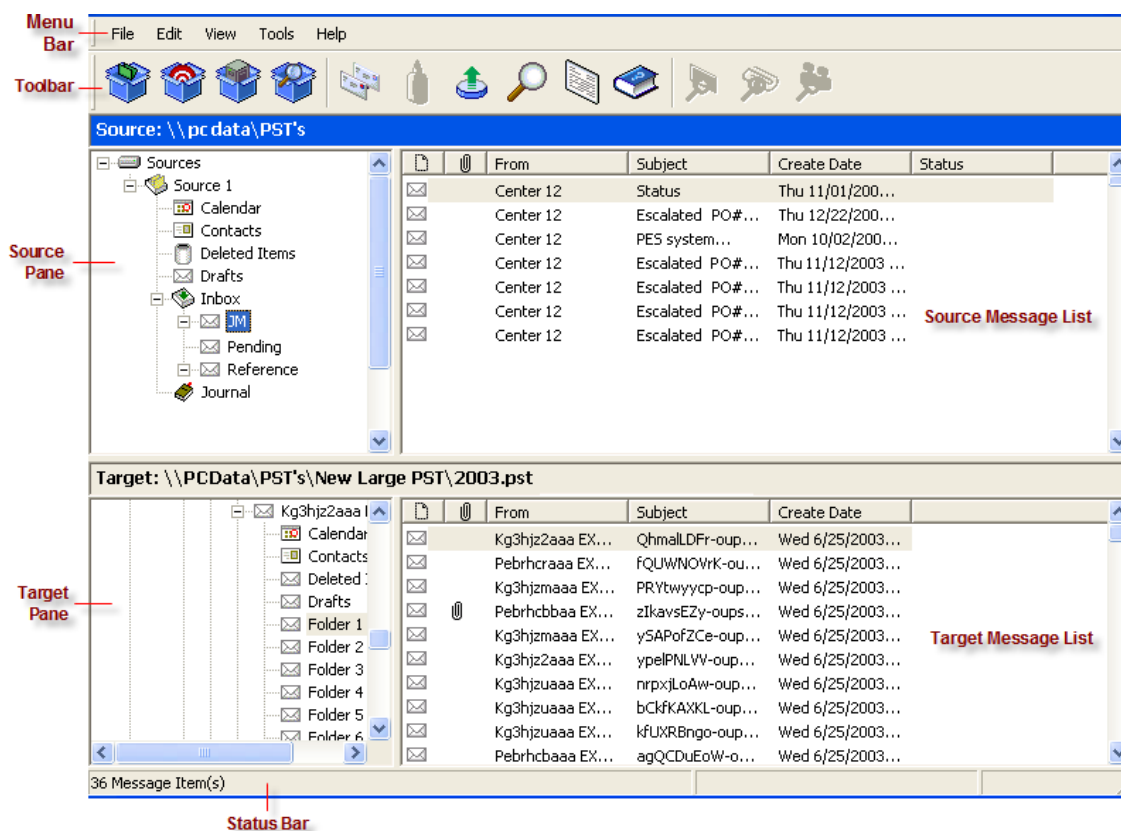 Menu Bar
File Edit View Tools Help
Toolbar
Source: \\pc data\PST's
Source Pane
Sources
Source 1
Calendar
Contacts
Deleted Items
Drafts
Inbox
JM
Pending
Reference
Journal
From Subject Create Date Status
Center 12 Status Thu 11/01/200...
Center 12 Escalated PO#... Thu 12/22/200...
Center 12 PES system... Mon 10/02/200...
Center 12 Escalated PO#... Thu 11/12/2003 ...
Center 12 Escalated PO#... Thu 11/12/2003 ...
Center 12 Escalated PO#... Thu 11/12/2003 ...
Center 12 Escalated PO#... Thu 11/12/2003 ...
Source Message List
Target: \\PCData\PST's\New Large PST\2003.pst
Target Pane
Kg3hjz2aaa
Calendar
Contacts
Deleted
Drafts
Folder 1
Folder 2
Folder 3
Folder 4
Folder 5
Folder 6
From Subject Create Date
Kg3hjz2aaa EX... QhmalLDFr-oup... Wed 6/25/2003...
Pebrhcraaa EX... fQUWNOVrK-ou... Wed 6/25/2003...
Kg3hjzmaaa EX... PRYtwyycp-oup... Wed 6/25/2003...
Pebrhcbbaa EX... zIkavsEZy-oups... Wed 6/25/2003...
Kg3hjzmaaa EX... ySAPofZCe-oup... Wed 6/25/2003...
Kg3hjz2aaa EX... ypelPNLVV-oup... Wed 6/25/2003...
Kg3hjzuaaa EX... nrpxjLoAw-oup... Wed 6/25/2003...
Kg3hjzuaaa EX... bCkfKAXKL-oup... Wed 6/25/2003...
Kg3hjzuaaa EX... kfUXRBngo-oup... Wed 6/25/2003...
Pebrhcbaaa EX... agQCDuEoW-o... Wed 6/25/2003...
Target Message List
36 Message Item(s)
Status Bar